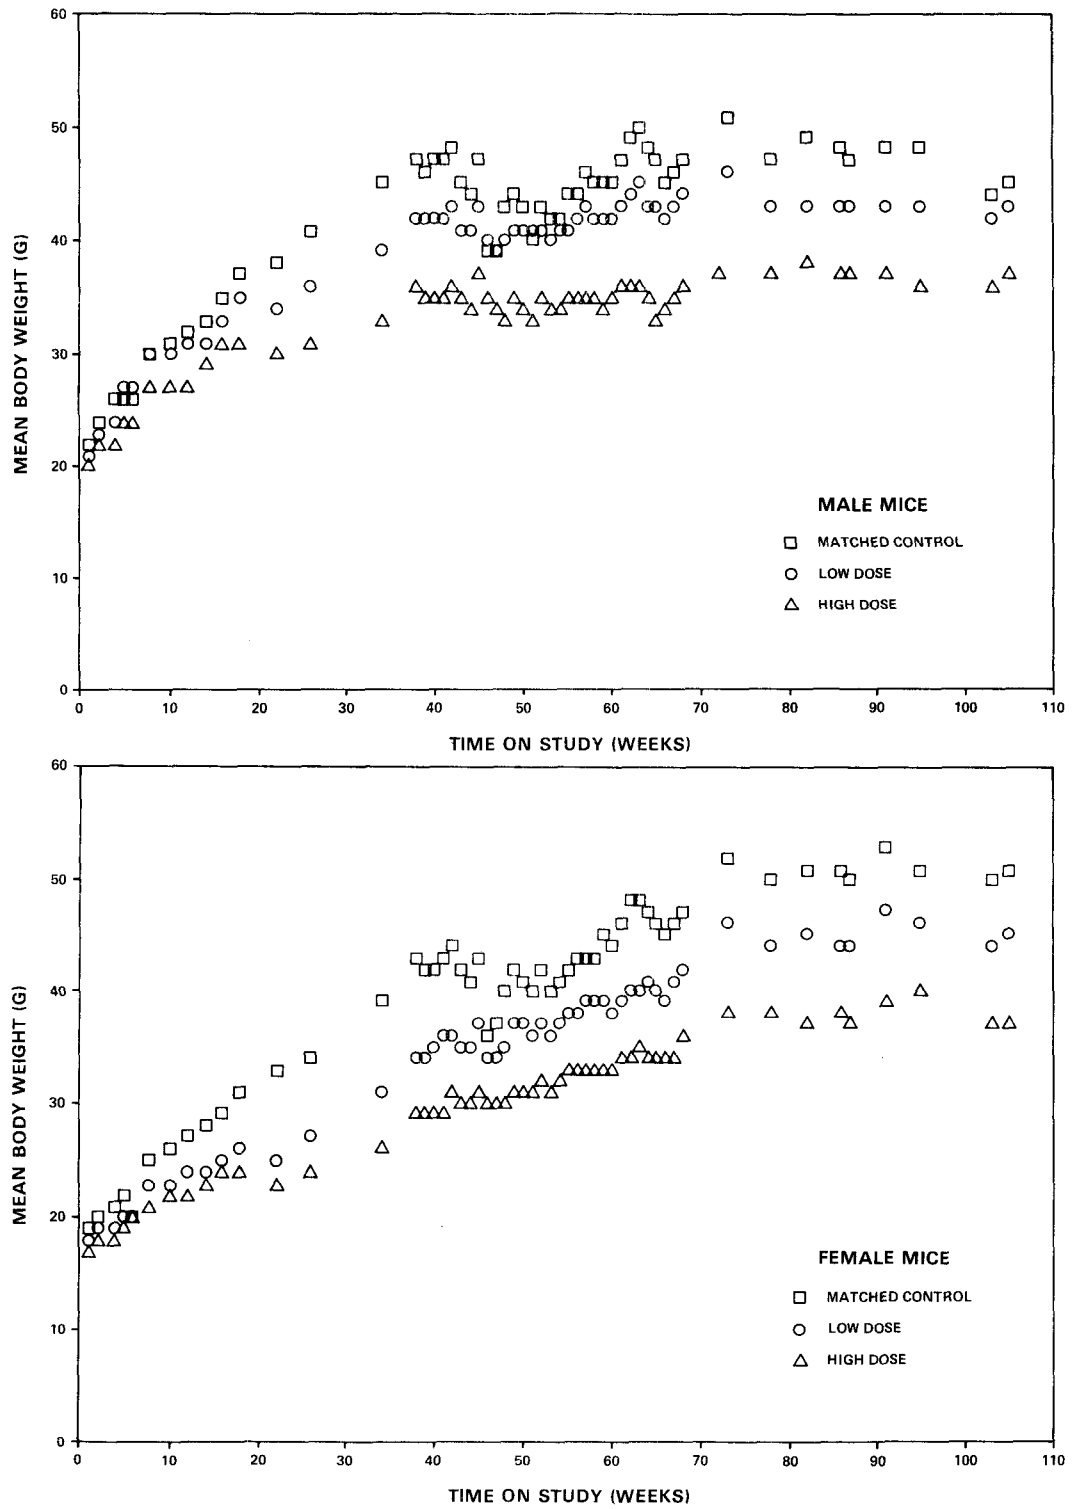 60
50
40
30
20
10
0
MEAN BODY WEIGHT (G)
MALE MICE
MATCHED CONTROL
LOW DOSE
HIGH DOSE
0 10 20 30 40 50 60 70 80 90 100 110
TIME ON STUDY (WEEKS)
60
50
40
30
20
10
0
MEAN BODY WEIGHT (G)
FEMALE MICE
MATCHED CONTROL
LOW DOSE
HIGH DOSE
0 10 20 30 40 50 60 70 80 90 100 110
TIME ON STUDY (WEEKS)